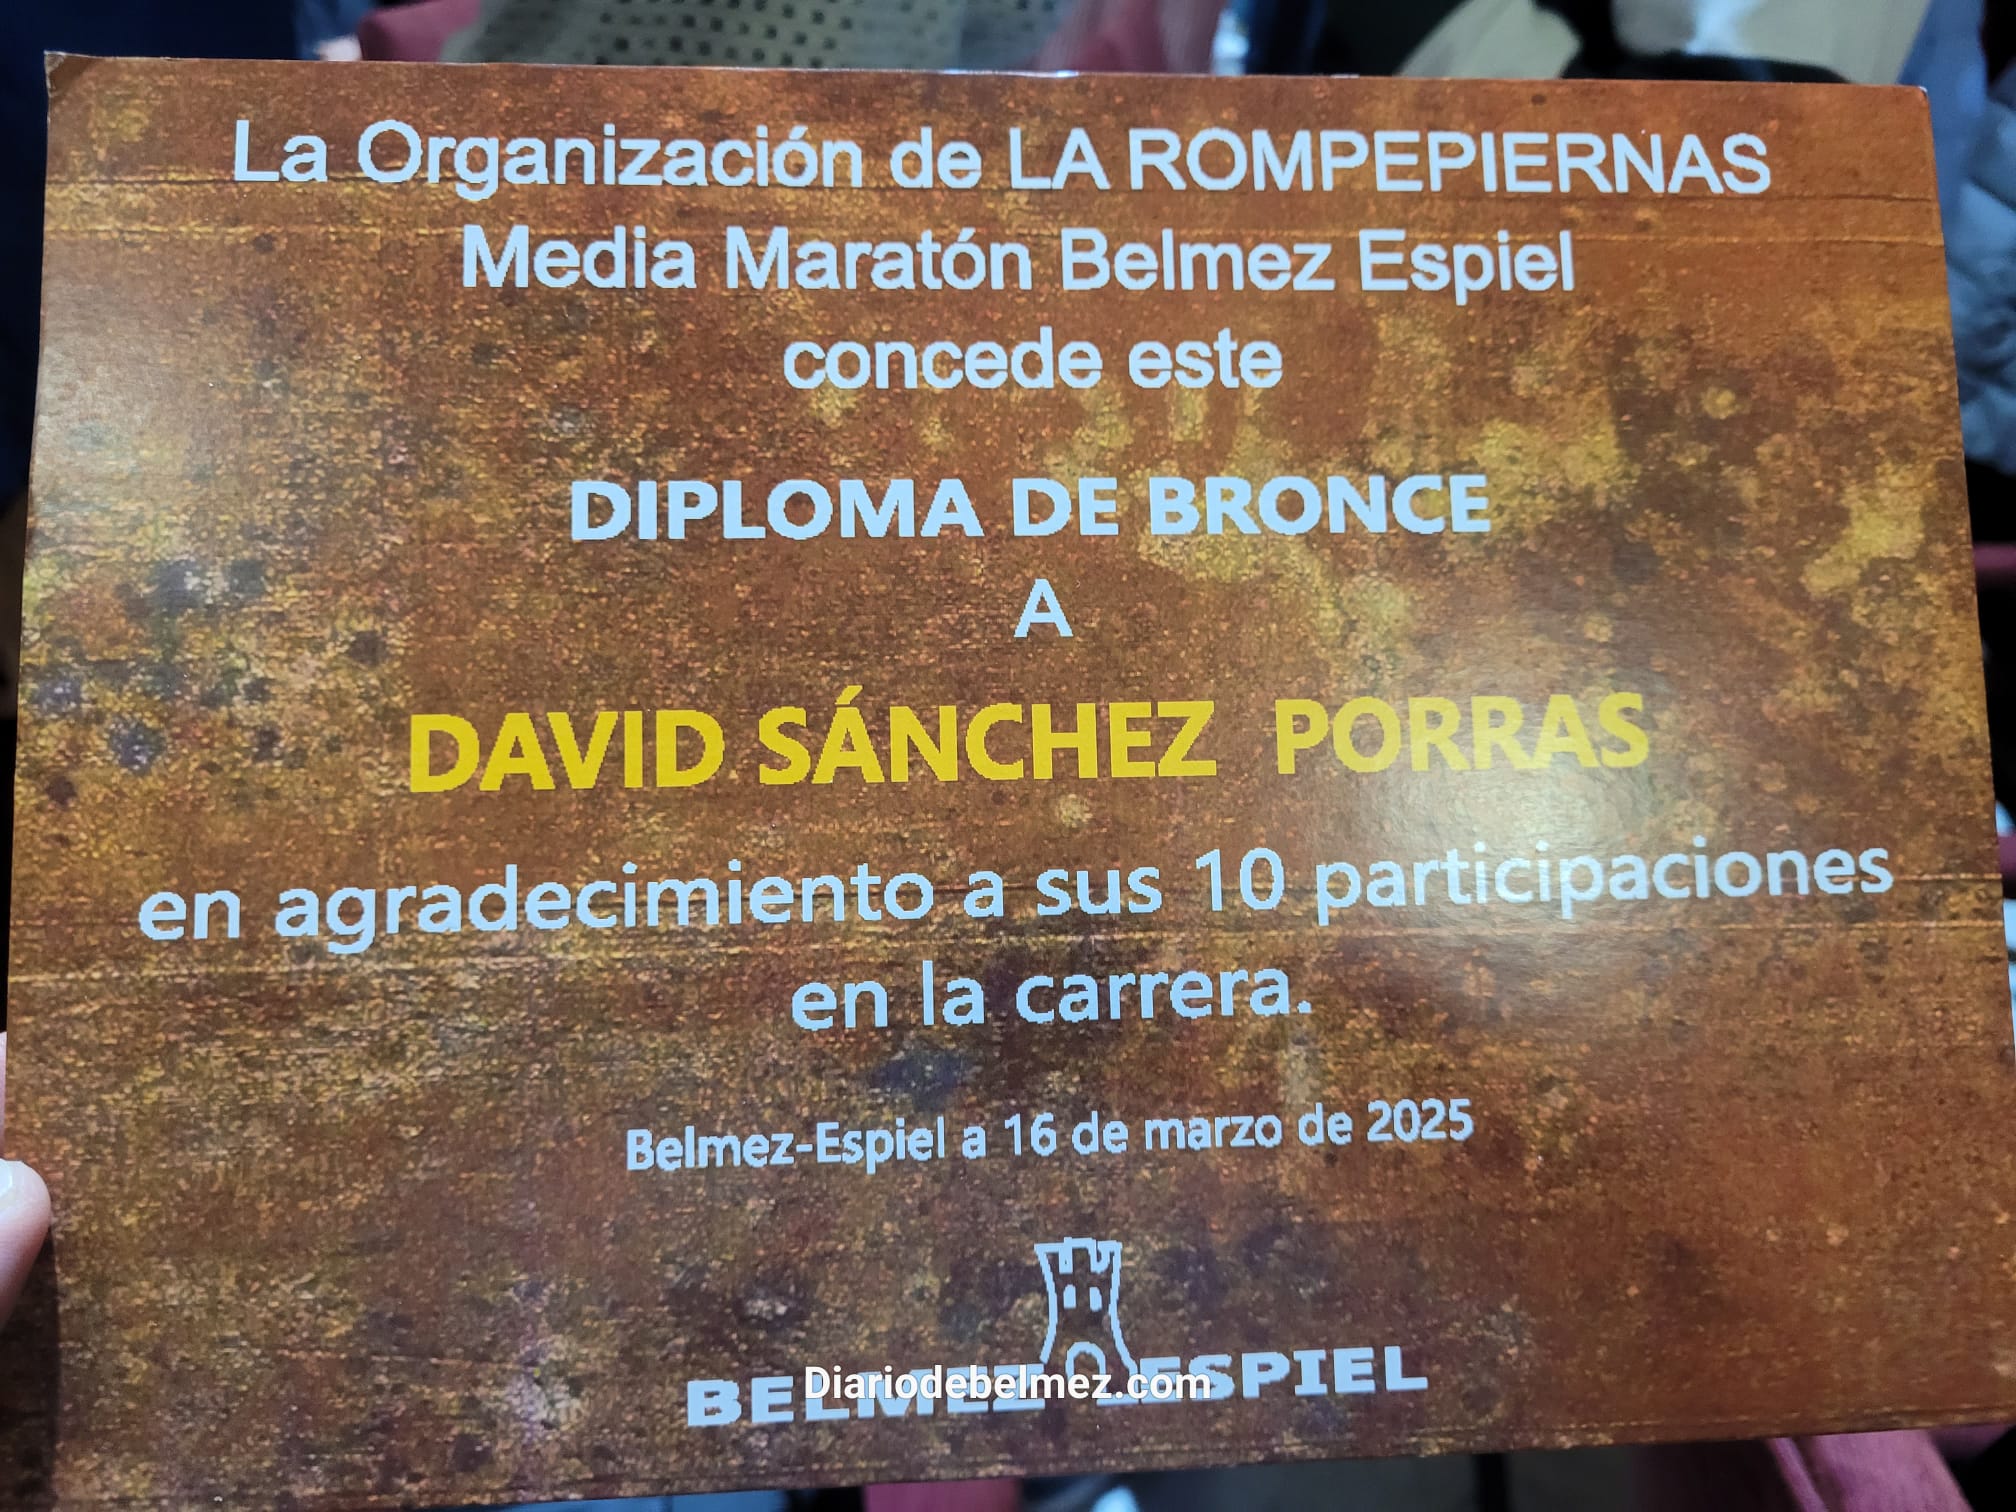 La Organización de LA ROMPEPIERNAS
Media Maratón Belmez Espiel
concede este
DIPLOMA DE BRONCE
A
DAVID SÁNCHEZ PORRAS
en agradecimiento a sus 10 participaciones
en la carrera.
Belmez-Espiel a 16 de marzo de 2025
BELMEZ ESPIEL
Diariodebelmez.com